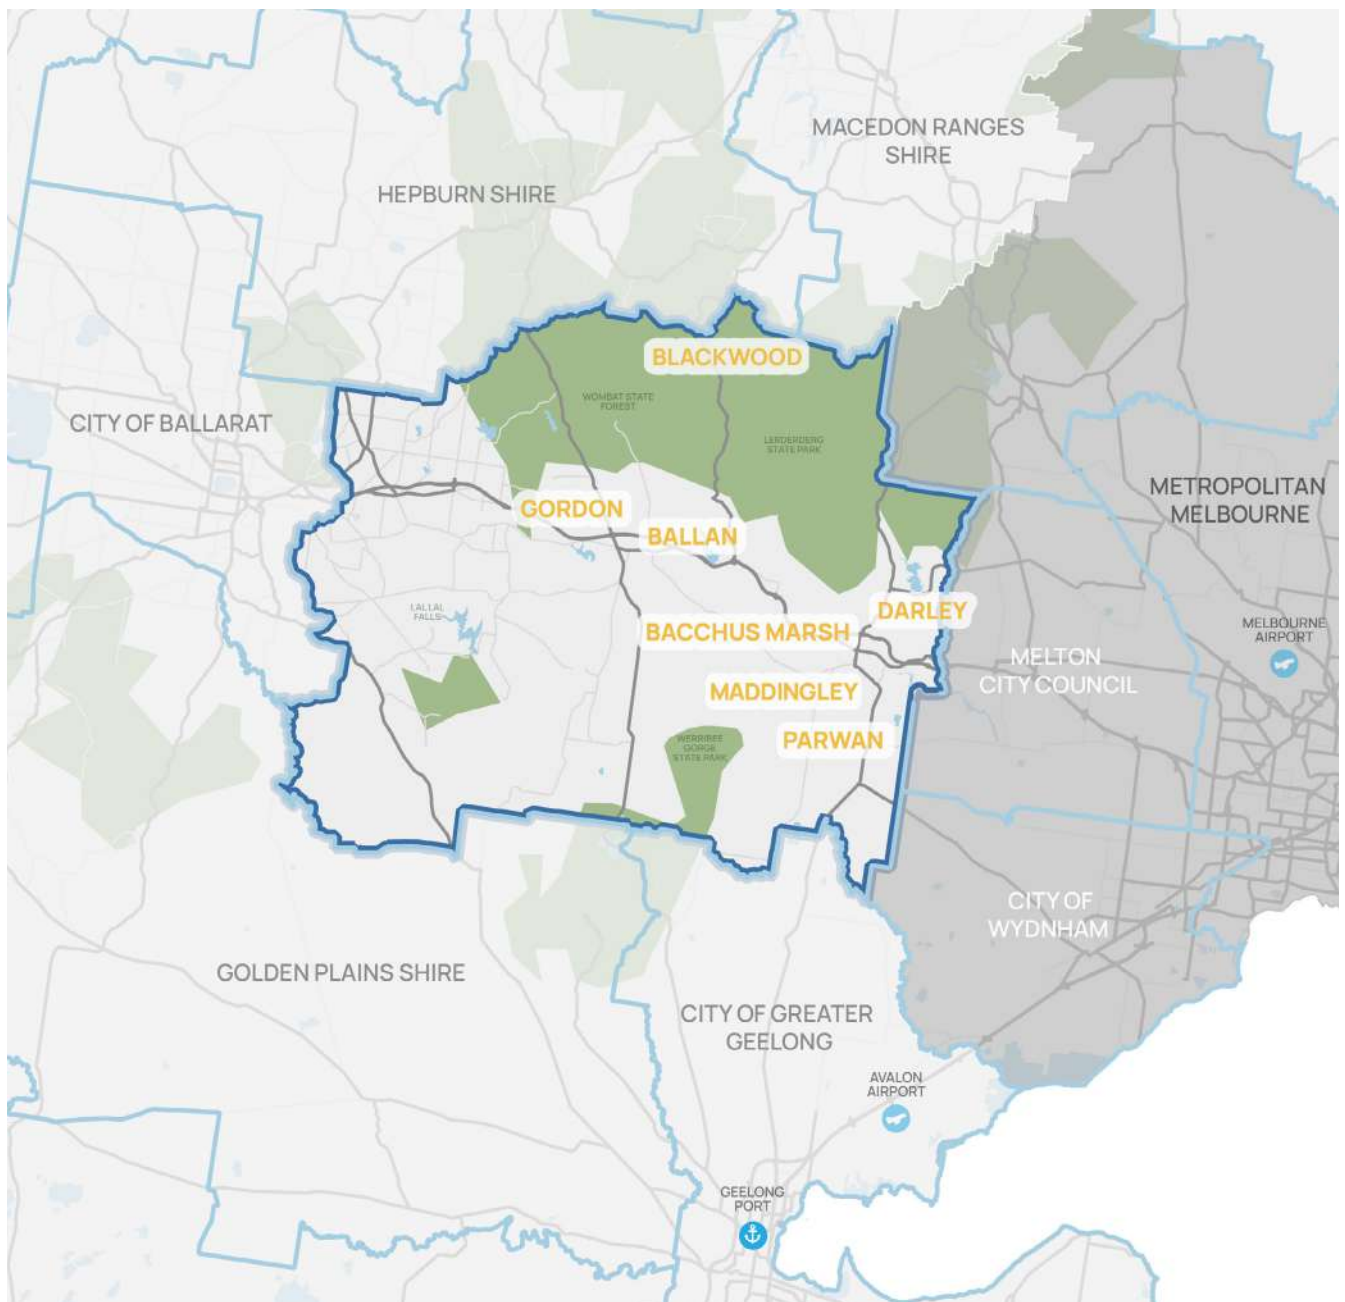 MACEDON RANGES
SHIRE
HEPBURN SHIRE
BLACKWOOD
WOMBAT STATE
FOREST
CITY OF BALLARAT
LERDERDERG
STATE PARK
METROPOLITAN
MELBOURNE
GORDON
BALLAN
LAL LAL
FALLS
DARLEY
BACCHUS MARSH
MELBOURNE
AIRPORT
MELTON
CITY COUNCIL
MADDINGLEY
PARWAN
WERRIBEE
GORGE
STATE PARK
CITY OF
WYDNHAM
GOLDEN PLAINS SHIRE
CITY OF GREATER
GEELONG
AVALON
AIRPORT
GEELONG
PORT